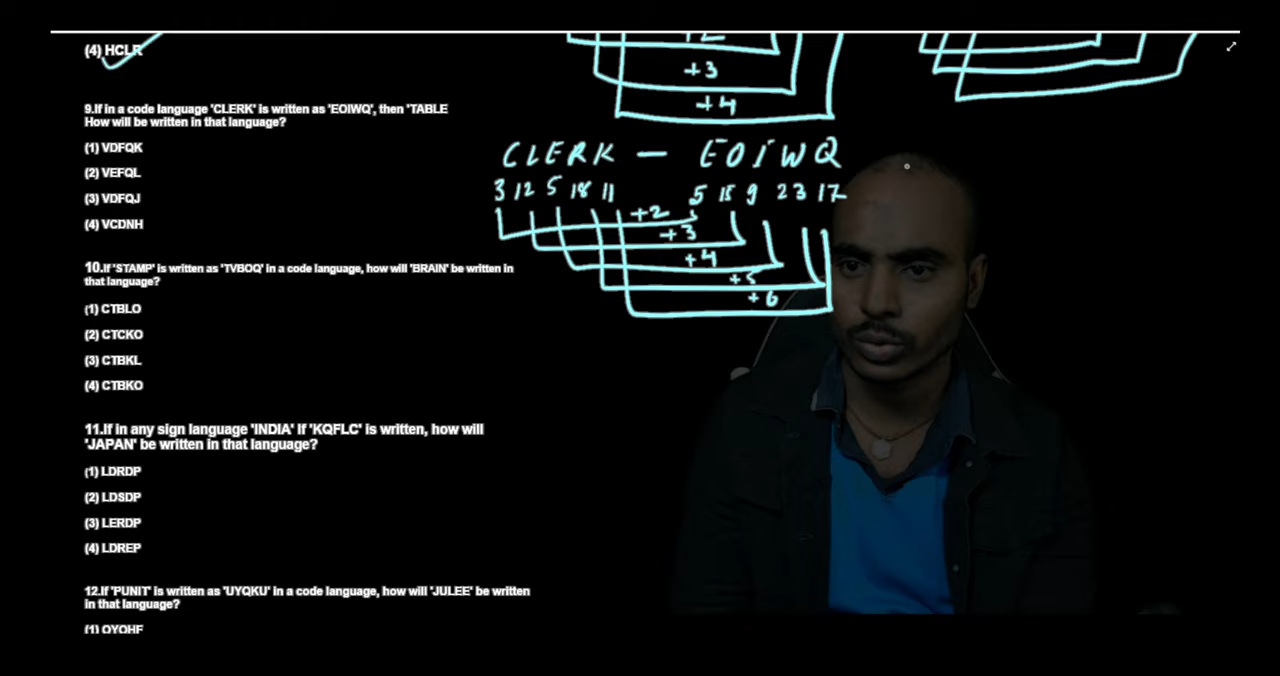 (4) HCLR
+3
+4
9.If in a code language 'CLERK' is written as 'EOIWQ', then 'TABLE
How will be written in that language?
(1) VDFQK
(2) VEFQL
(3) VDFQJ
(4) VCDNH
CLERK — EOIWQ
3 12 5 18 11 5 15 9 23 17
+2
+3
+4
+5
+6
10.If 'STAMP' is written as 'TVBOQ' in a code language, how will 'BRAIN' be written in
that language?
(1) CTBLO
(2) CTCKO
(3) CTBKL
(4) CTBKO
11.If in any sign language 'INDIA' if 'KQFLC' is written, how will
'JAPAN' be written in that language?
(1) LDRDP
(2) LDSDP
(3) LERDP
(4) LDREP
12.If 'PUNIT' is written as 'UYQKU' in a code language, how will 'JULEE' be written
in that language?
(1) OYOHF